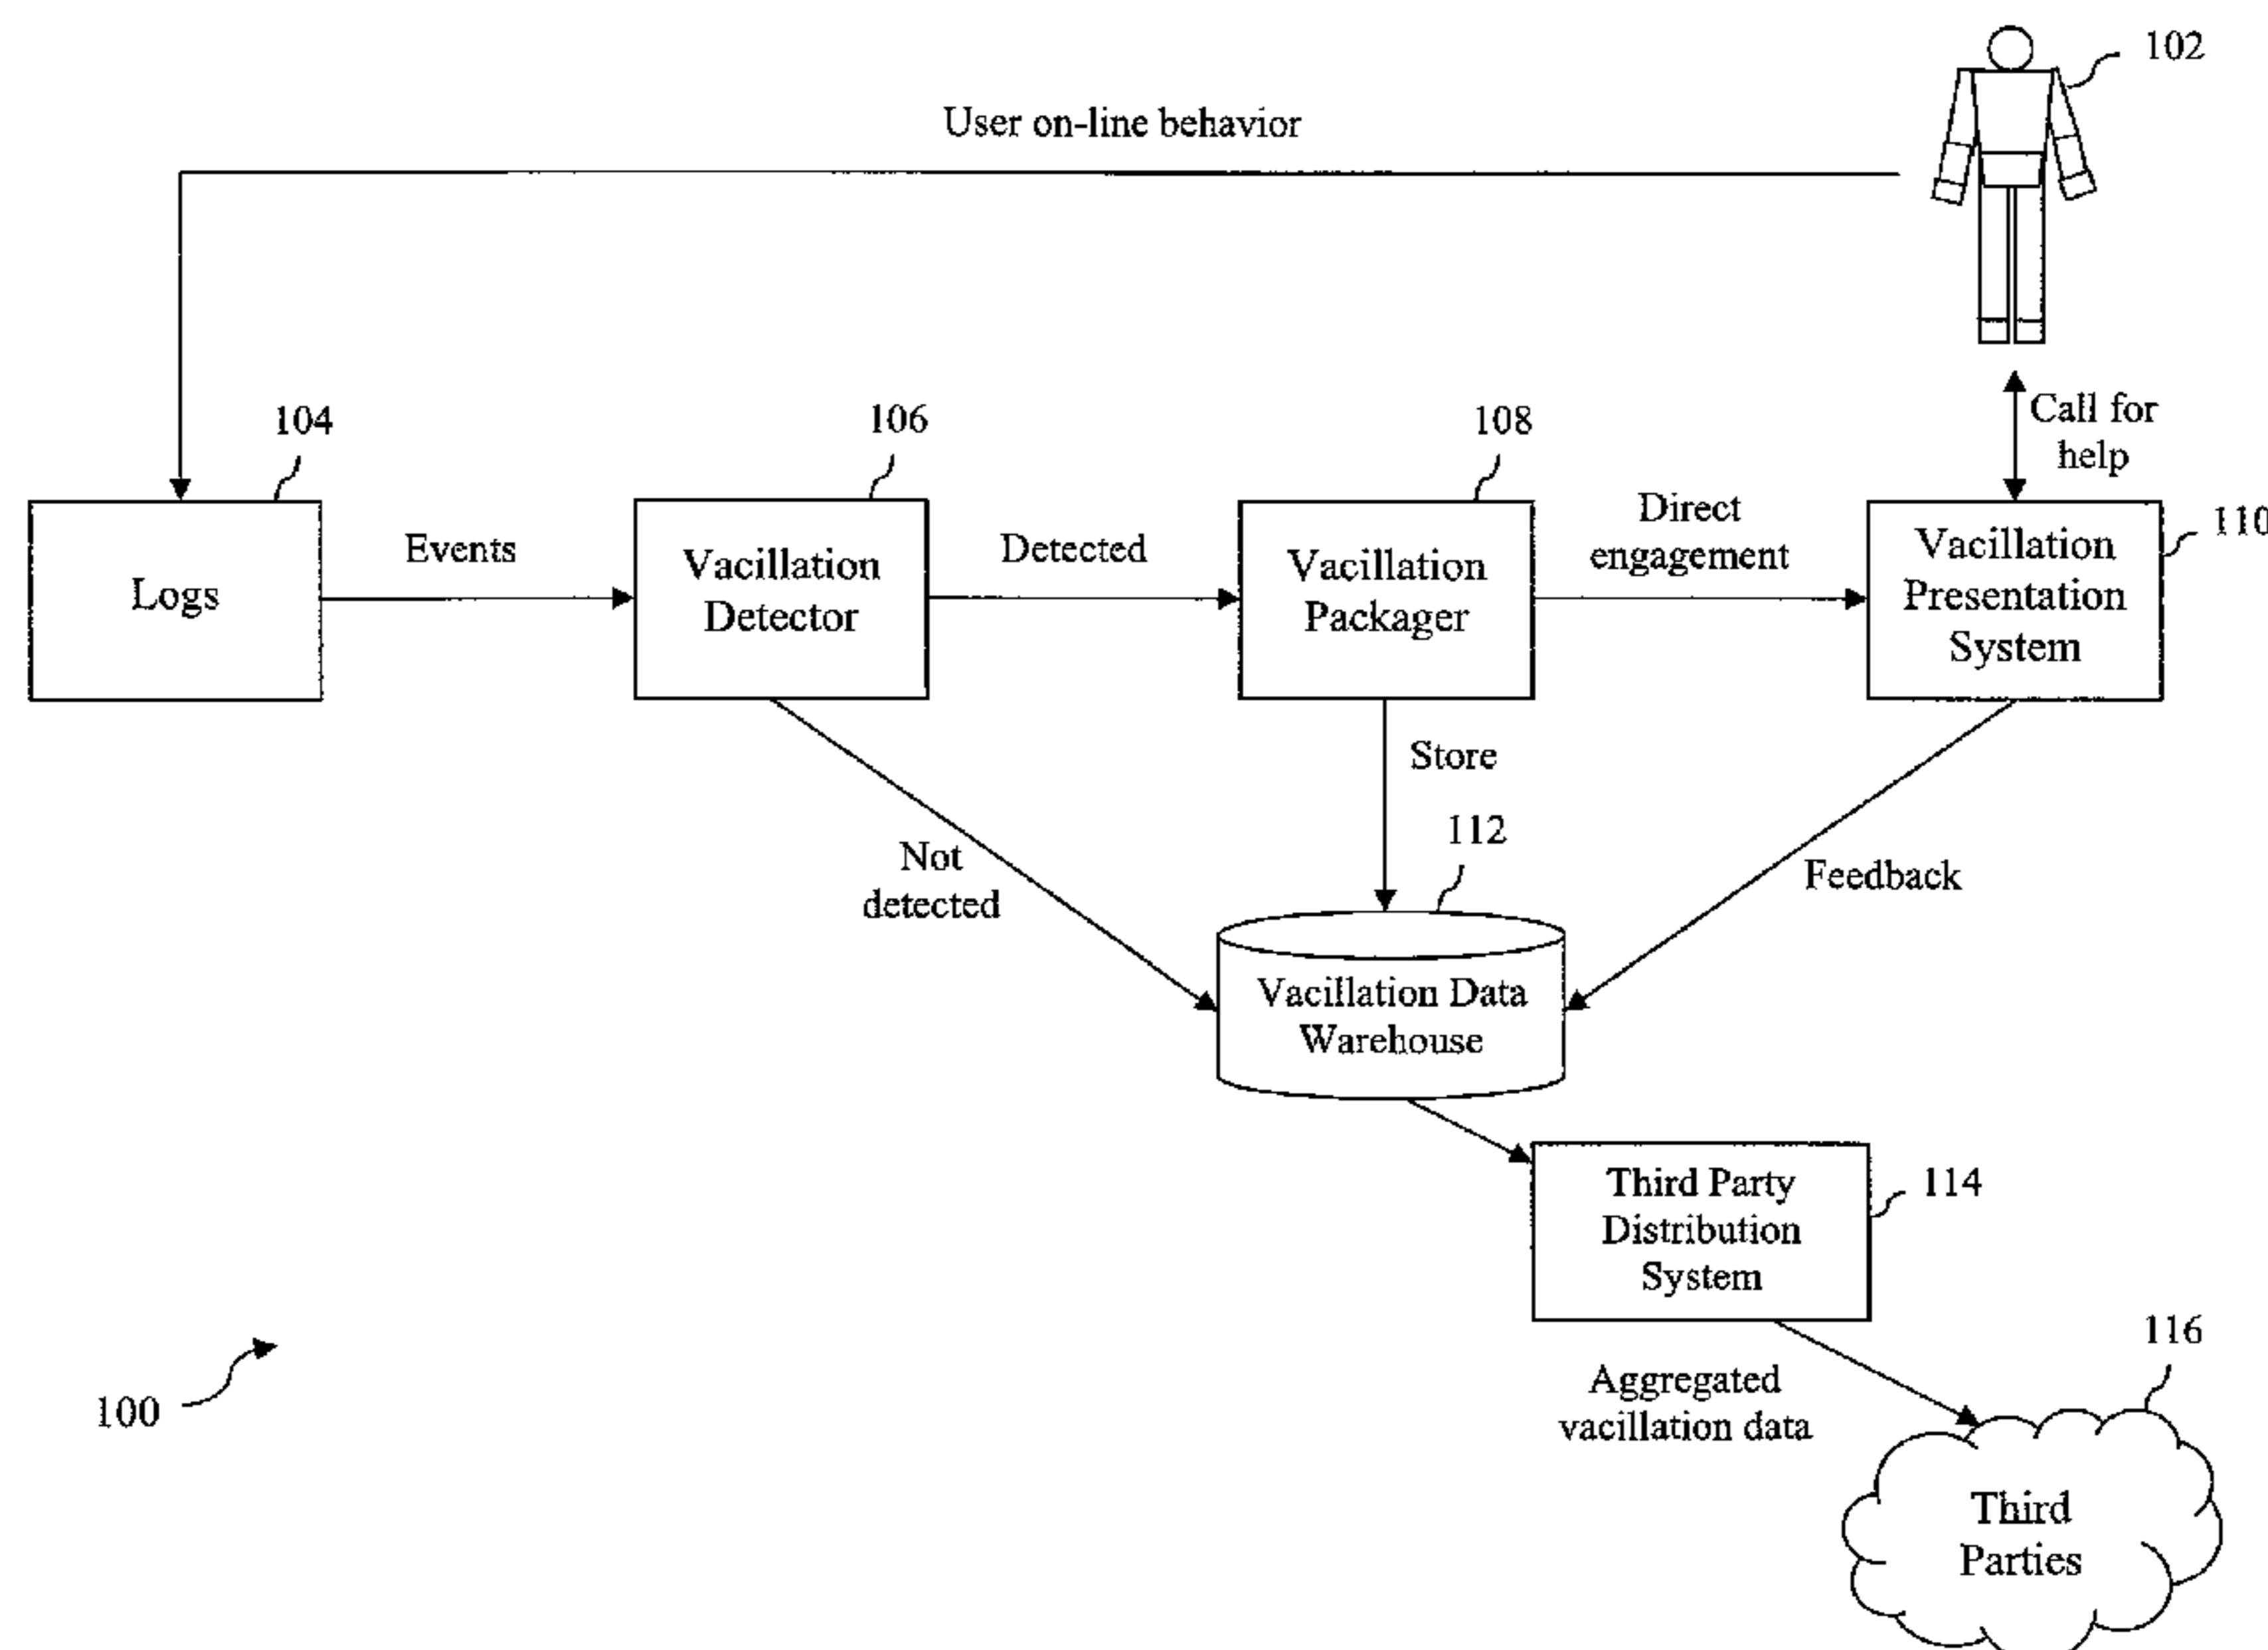 102
User on-line behavior
Call for
help
104
106
108
110
Logs
Events
Vacillation
Detector
Detected
Vacillation
Packager
Direct
engagement
Vacillation
Presentation
System
Store
112
Not
detected
Feedback
Vacillation Data
Warehouse
Third Party
Distribution
System
114
116
100
Aggregated
vacillation data
Third
Parties